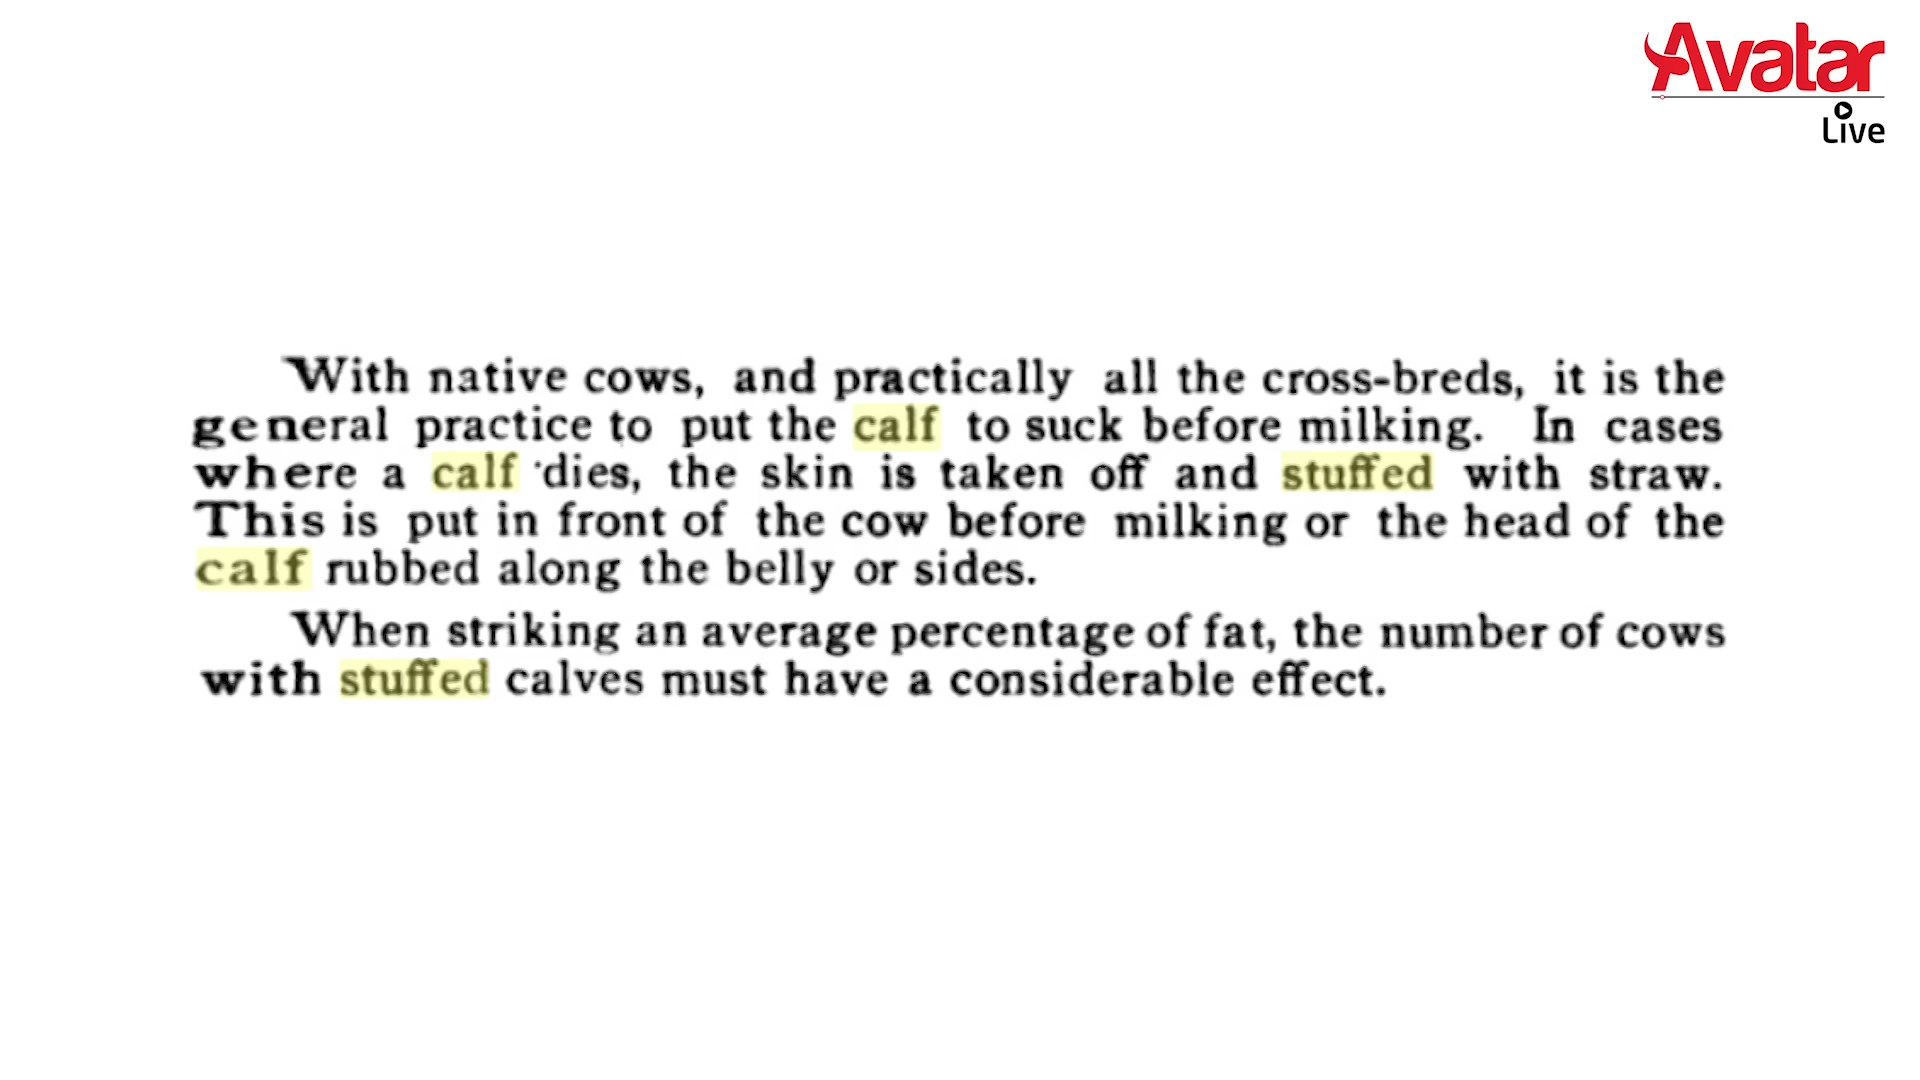 Avatar
Live
With native cows, and practically all the cross-breds, it is the
general practice to put the calf to suck before milking. In cases
where a calf dies, the skin is taken off and stuffed with straw.
This is put in front of the cow before milking or the head of the
calf rubbed along the belly or sides.
When striking an average percentage of fat, the number of cows
with stuffed calves must have a considerable effect.